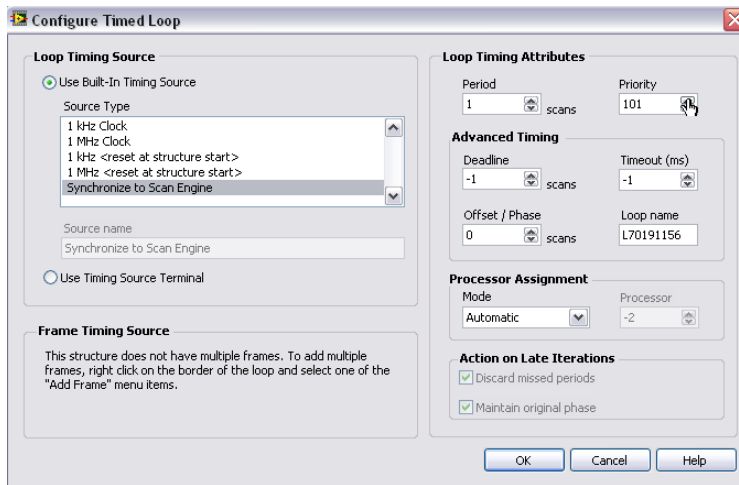 Configure Timed Loop
Loop Timing Source
Use Built-In Timing Source
Source Type
1 kHz Clock
1 MHz Clock
1 kHz <reset at structure start>
1 MHz <reset at structure start>
Synchronize to Scan Engine
Source name
Synchronize to Scan Engine
Use Timing Source Terminal
Frame Timing Source
This structure does not have multiple frames. To add multiple
frames, right click on the border of the loop and select one of the
"Add Frame" menu items.
Loop Timing Attributes
Period Priority
1 scans 101
Advanced Timing
Deadline Timeout (ms)
-1 scans -1
Offset / Phase Loop name
0 scans L70191156
Processor Assignment
Mode Processor
Automatic -2
Action on Late Iterations
Discard missed periods
Maintain original phase
OK Cancel Help